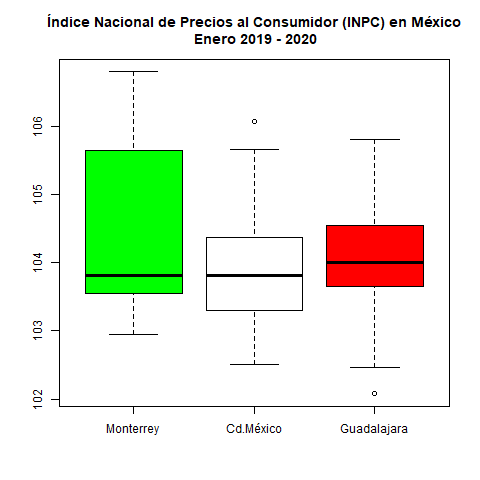 Índice Nacional de Precios al Consumidor (INPC) en México
Enero 2019 - 2020
106
105
104
103
102
Monterrey Cd.México Guadalajara